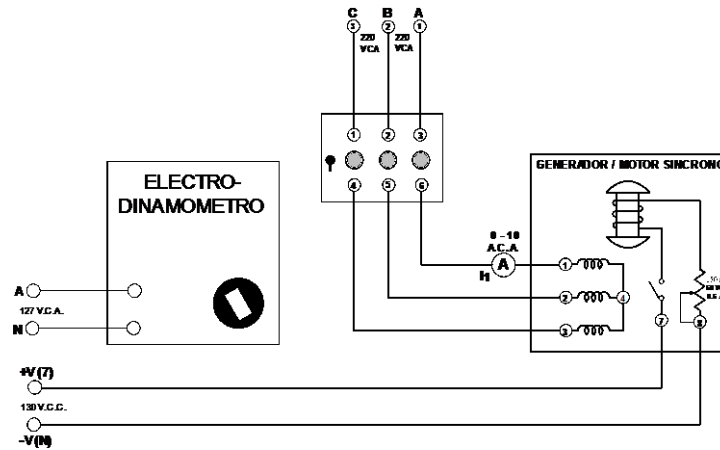 C B A
3 2 1
220 VCA 220 VCA
1 2 3
4 5 6
ELECTRO-
DINAMOMETRO
A
127 V.C.A.
N
+V(7)
130 V.C.C.
-V(N)
0 - 10
A.C.A
A
I1
GENERADOR / MOTOR SINCRONO
1
2
3
4
7
8